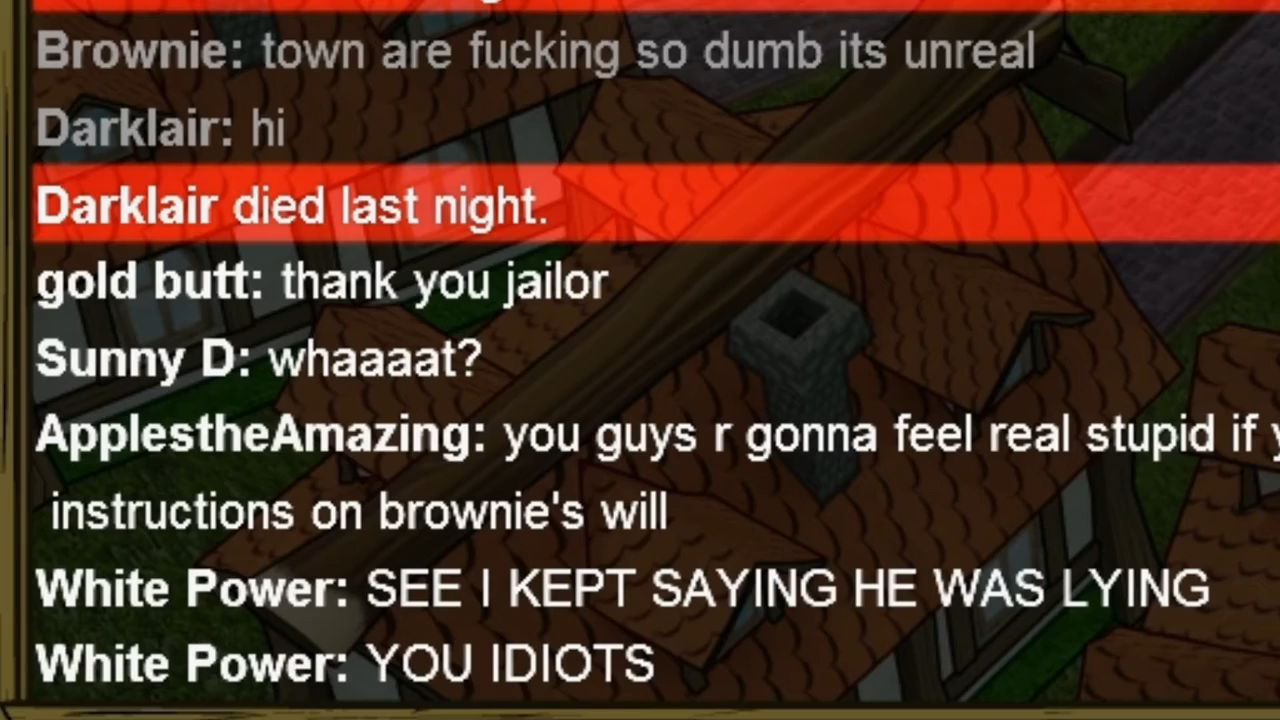 Brownie: town are fucking so dumb its unreal
Darklair: hi
Darklair died last night.
gold butt: thank you jailor
Sunny D: whaaaat?
ApplestheAmazing: you guys r gonna feel real stupid if
instructions on brownie's will
White Power: SEE I KEPT SAYING HE WAS LYING
White Power: YOU IDIOTS